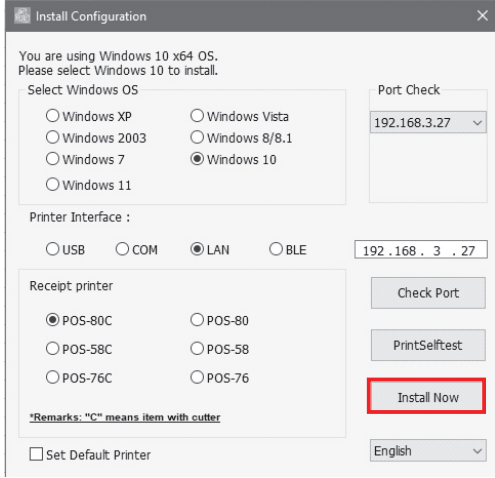 Install Configuration
You are using Windows 10 x64 OS.
Please select Windows 10 to install.
Select Windows OS
Port Check
Windows XP
Windows Vista
192.168.3.27
Windows 2003
Windows 8/8.1
Windows 7
Windows 10
Windows 11
Printer Interface :
USB
COM
LAN
BLE
192 .168 . 3 . 27
Receipt printer
Check Port
POS-80C
POS-80
POS-58C
POS-58
PrintSelftest
POS-76C
POS-76
Install Now
*Remarks: "C" means item with cutter
Set Default Printer
English